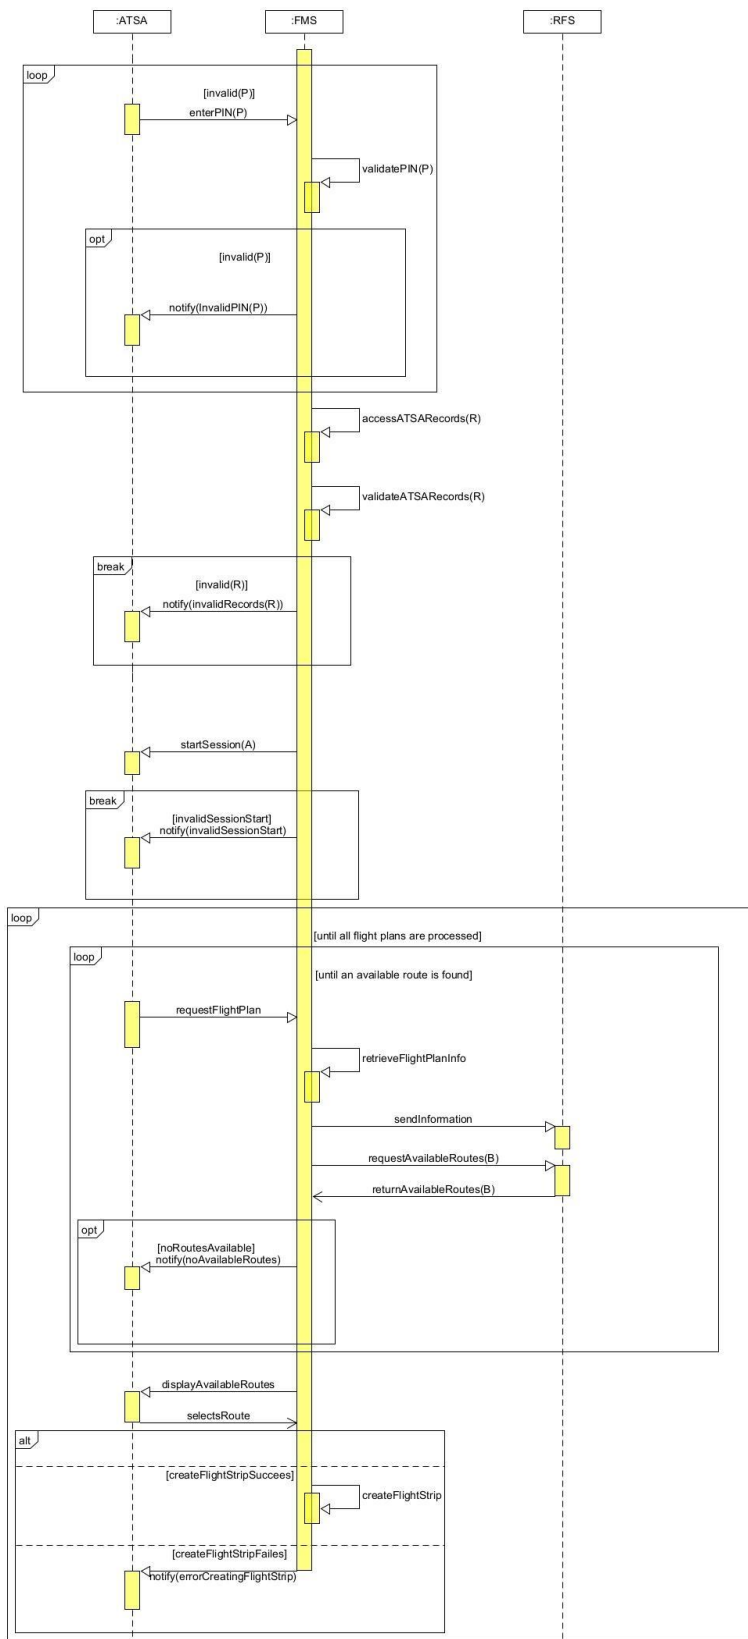 :ATSA
:FMS
:RFS
loop
[invalid(P)]
enterPIN(P)
validatePIN(P)
opt
[invalid(P)]
notify(InvalidPIN(P))
accessATSARecords(R)
validateATSARecords(R)
break
[invalid(R)]
notify(invalidRecords(R))
startSession(A)
break
[invalidSessionStart]
notify(invalidSessionStart)
loop
[until all flight plans are processed]
loop
[until an available route is found]
requestFlightPlan
retrieveFlightPlanInfo
sendInformation
requestAvailableRoutes(B)
returnAvailableRoutes(B)
opt
[noRoutesAvailable]
notify(noAvailableRoutes)
displayAvailableRoutes
selectsRoute
alt
[createFlightStripSuccees]
createFlightStrip
[createFlightStripFailes]
notify(errorCreatingFlightStrip)